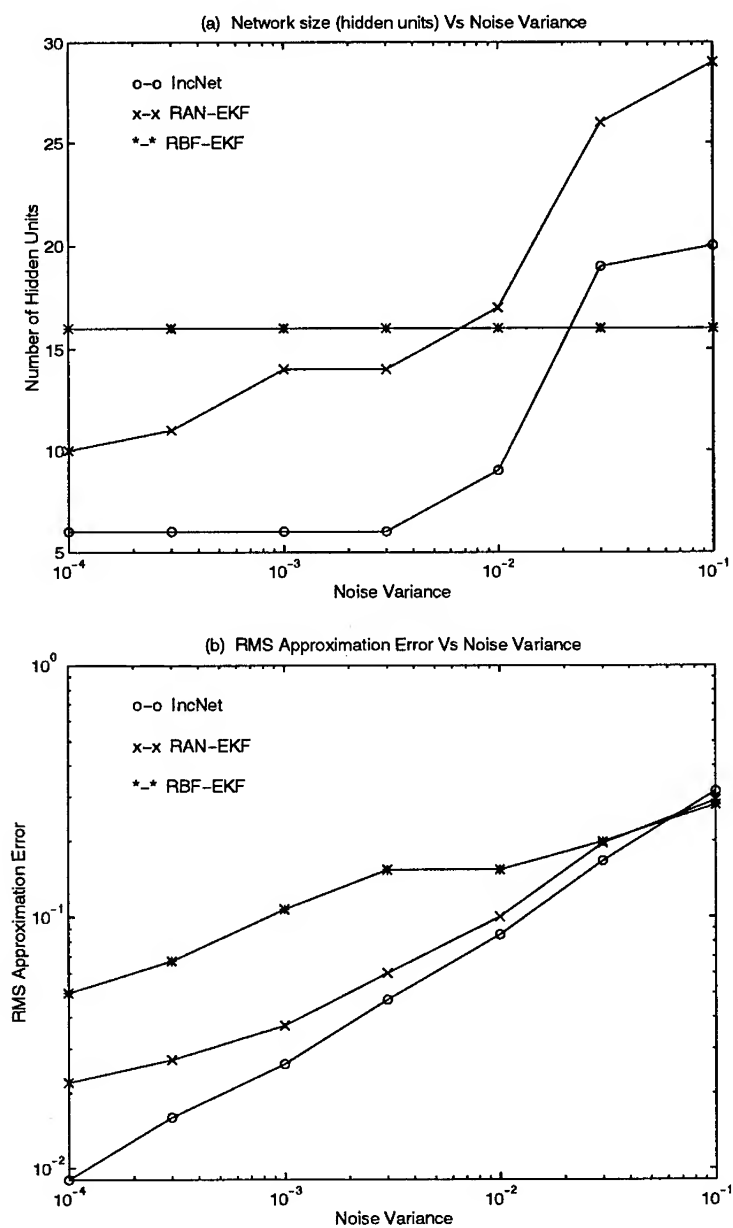 (a) Network size (hidden units) Vs Noise Variance
30
o-o IncNet
x-x RAN-EKF
*-* RBF-EKF
25
20
15
10
5
Number of Hidden Units
10^-4
10^-3
10^-2
10^-1
Noise Variance
(b) RMS Approximation Error Vs Noise Variance
10^0
o-o IncNet
x-x RAN-EKF
*-* RBF-EKF
10^-1
10^-2
RMS Approximation Error
10^-4
10^-3
10^-2
10^-1
Noise Variance